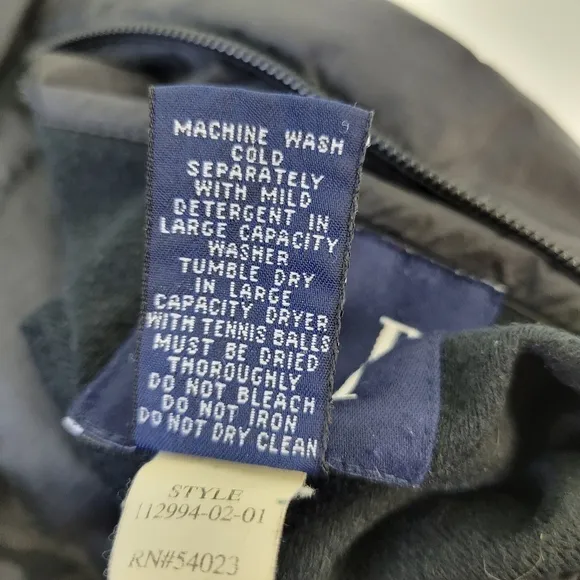 MACHINE WASH
COLD
SEPARATELY
WITH MILD
DETERGENT IN
LARGE CAPACITY
WASHER
TUMBLE DRY
IN LARGE
CAPACITY DRYER
WITH TENNIS BALLS
MUST BE DRIED
THOROUGHLY
DO NOT BLEACH
DO NOT IRON
DO NOT DRY CLEAN
STYLE
112994-02-01
RN#54023